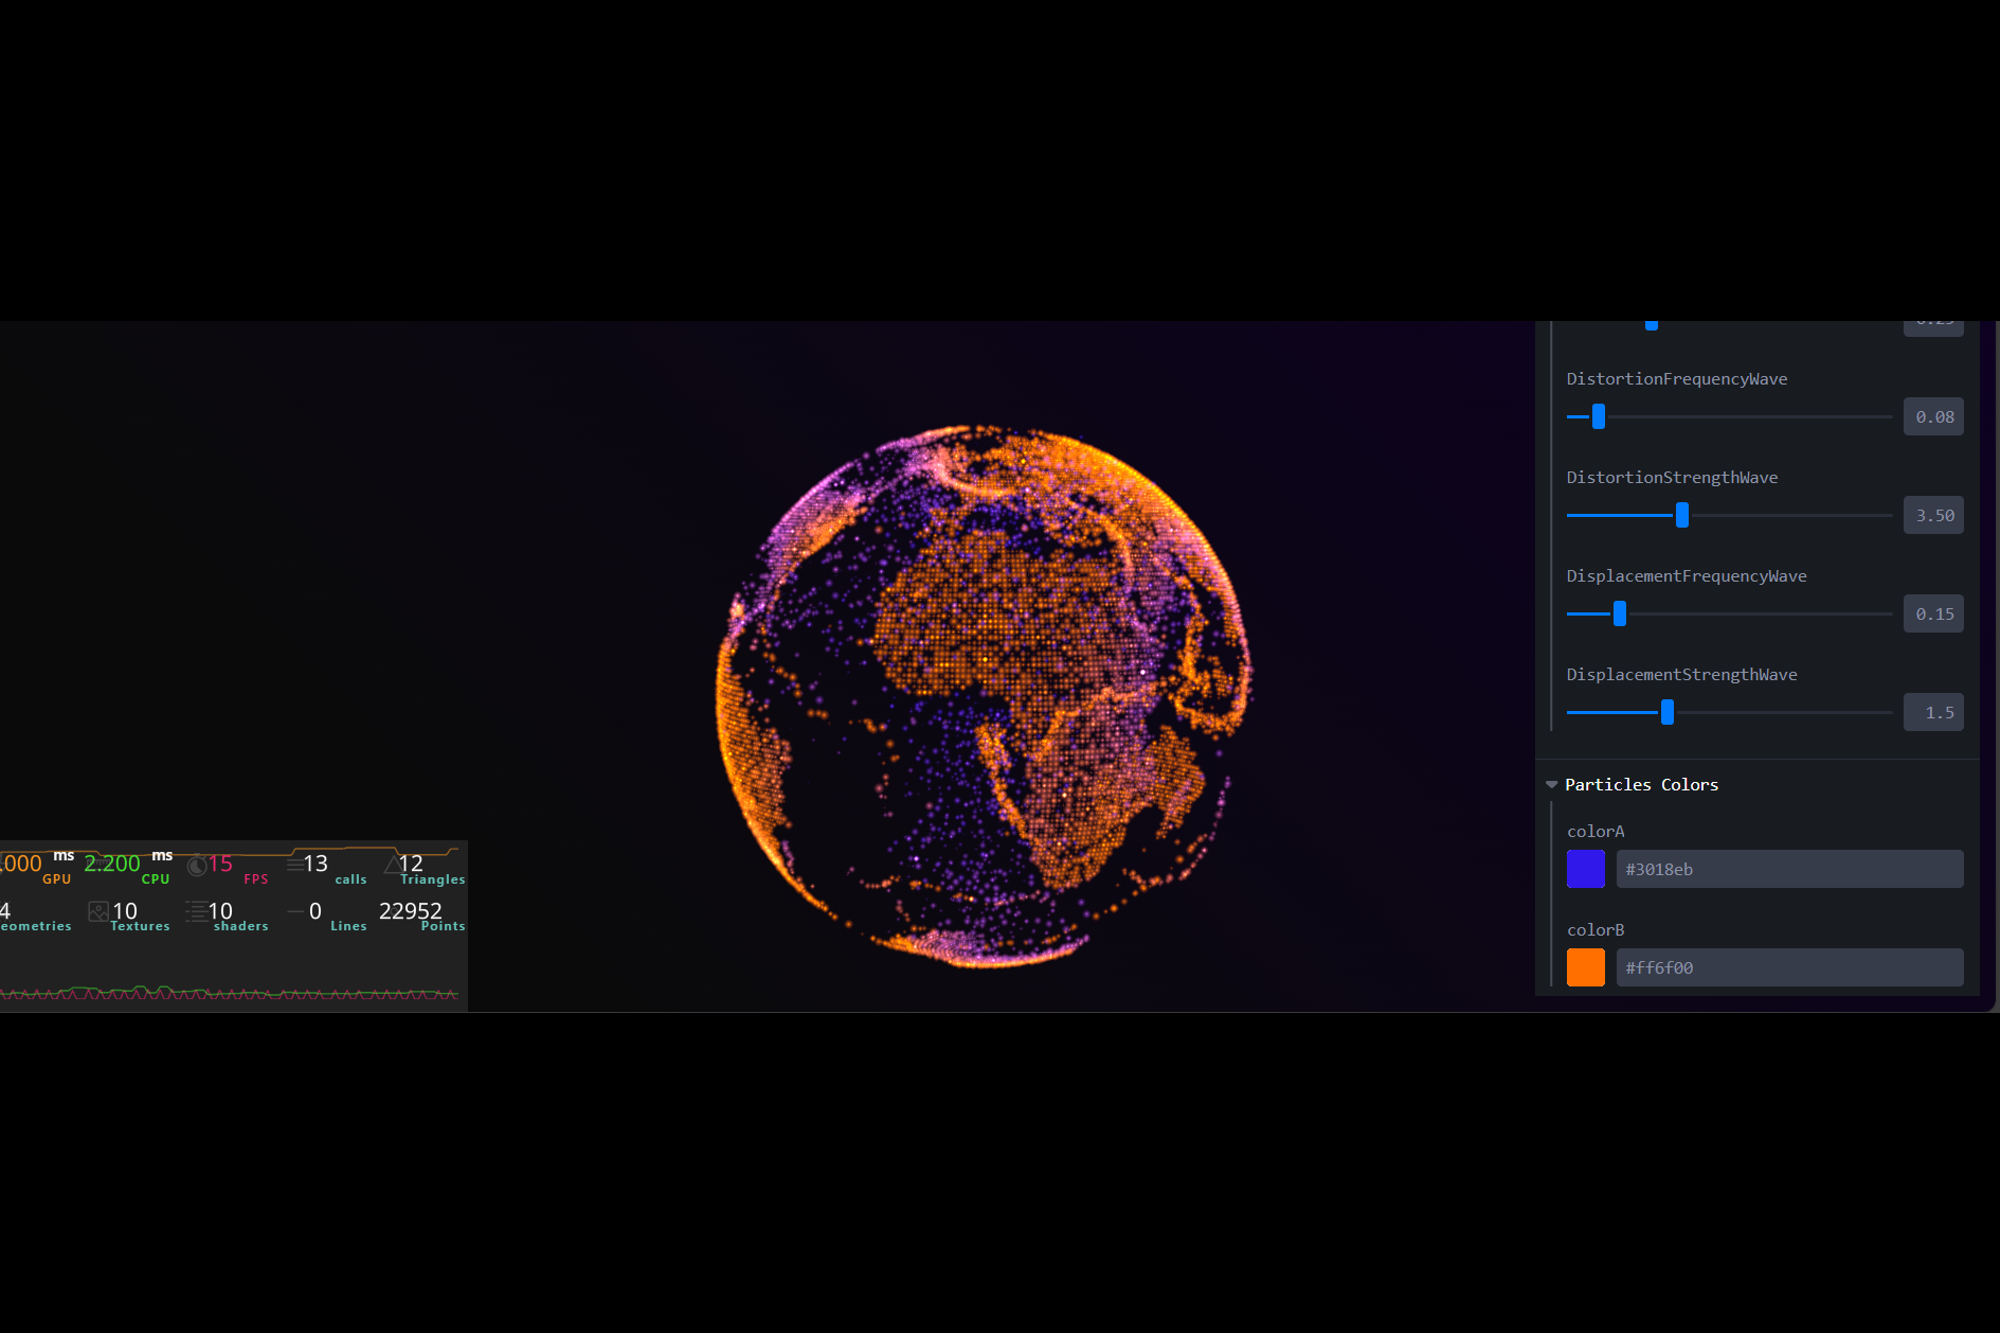 DistortionFrequencyWave
0.08
DistortionStrengthWave
3.50
DisplacementFrequencyWave
0.15
DisplacementStrengthWave
1.5
Particles Colors
colorA
#3018eb
colorB
#ff6f00
.000 ms GPU
2.200 ms CPU
15 FPS
13 calls
12 Triangles
4 eometries
10 Textures
10 shaders
0 Lines
22952 Points